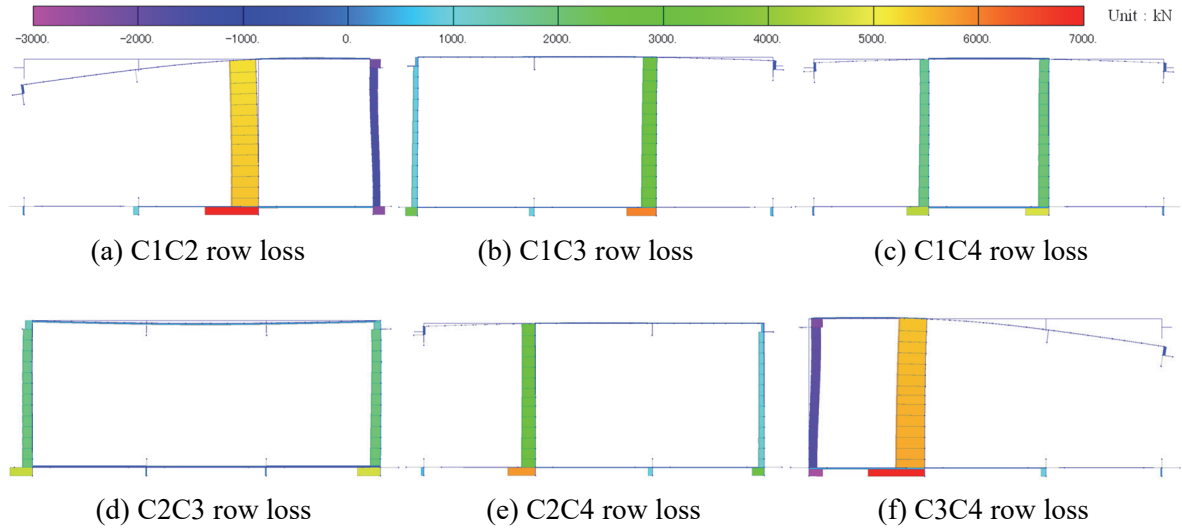 Unit : kN
-3000. -2000. -1000. 0. 1000. 2000. 3000. 4000. 5000. 6000. 7000.
(a) C1C2 row loss (b) C1C3 row loss (c) C1C4 row loss
(d) C2C3 row loss (e) C2C4 row loss (f) C3C4 row loss